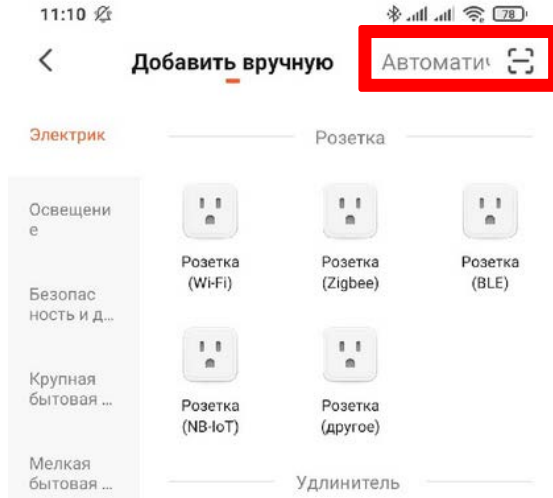 11:10
78
Добавить вручную
Автоматич
Электрик
Розетка
Освещени
е
Розетка
(Wi-Fi)
Розетка
(Zigbee)
Розетка
(BLE)
Безопас
ность и д...
Крупная
бытовая ...
Розетка
(NB-IoT)
Розетка
(другое)
Мелкая
бытовая ...
Удлинитель